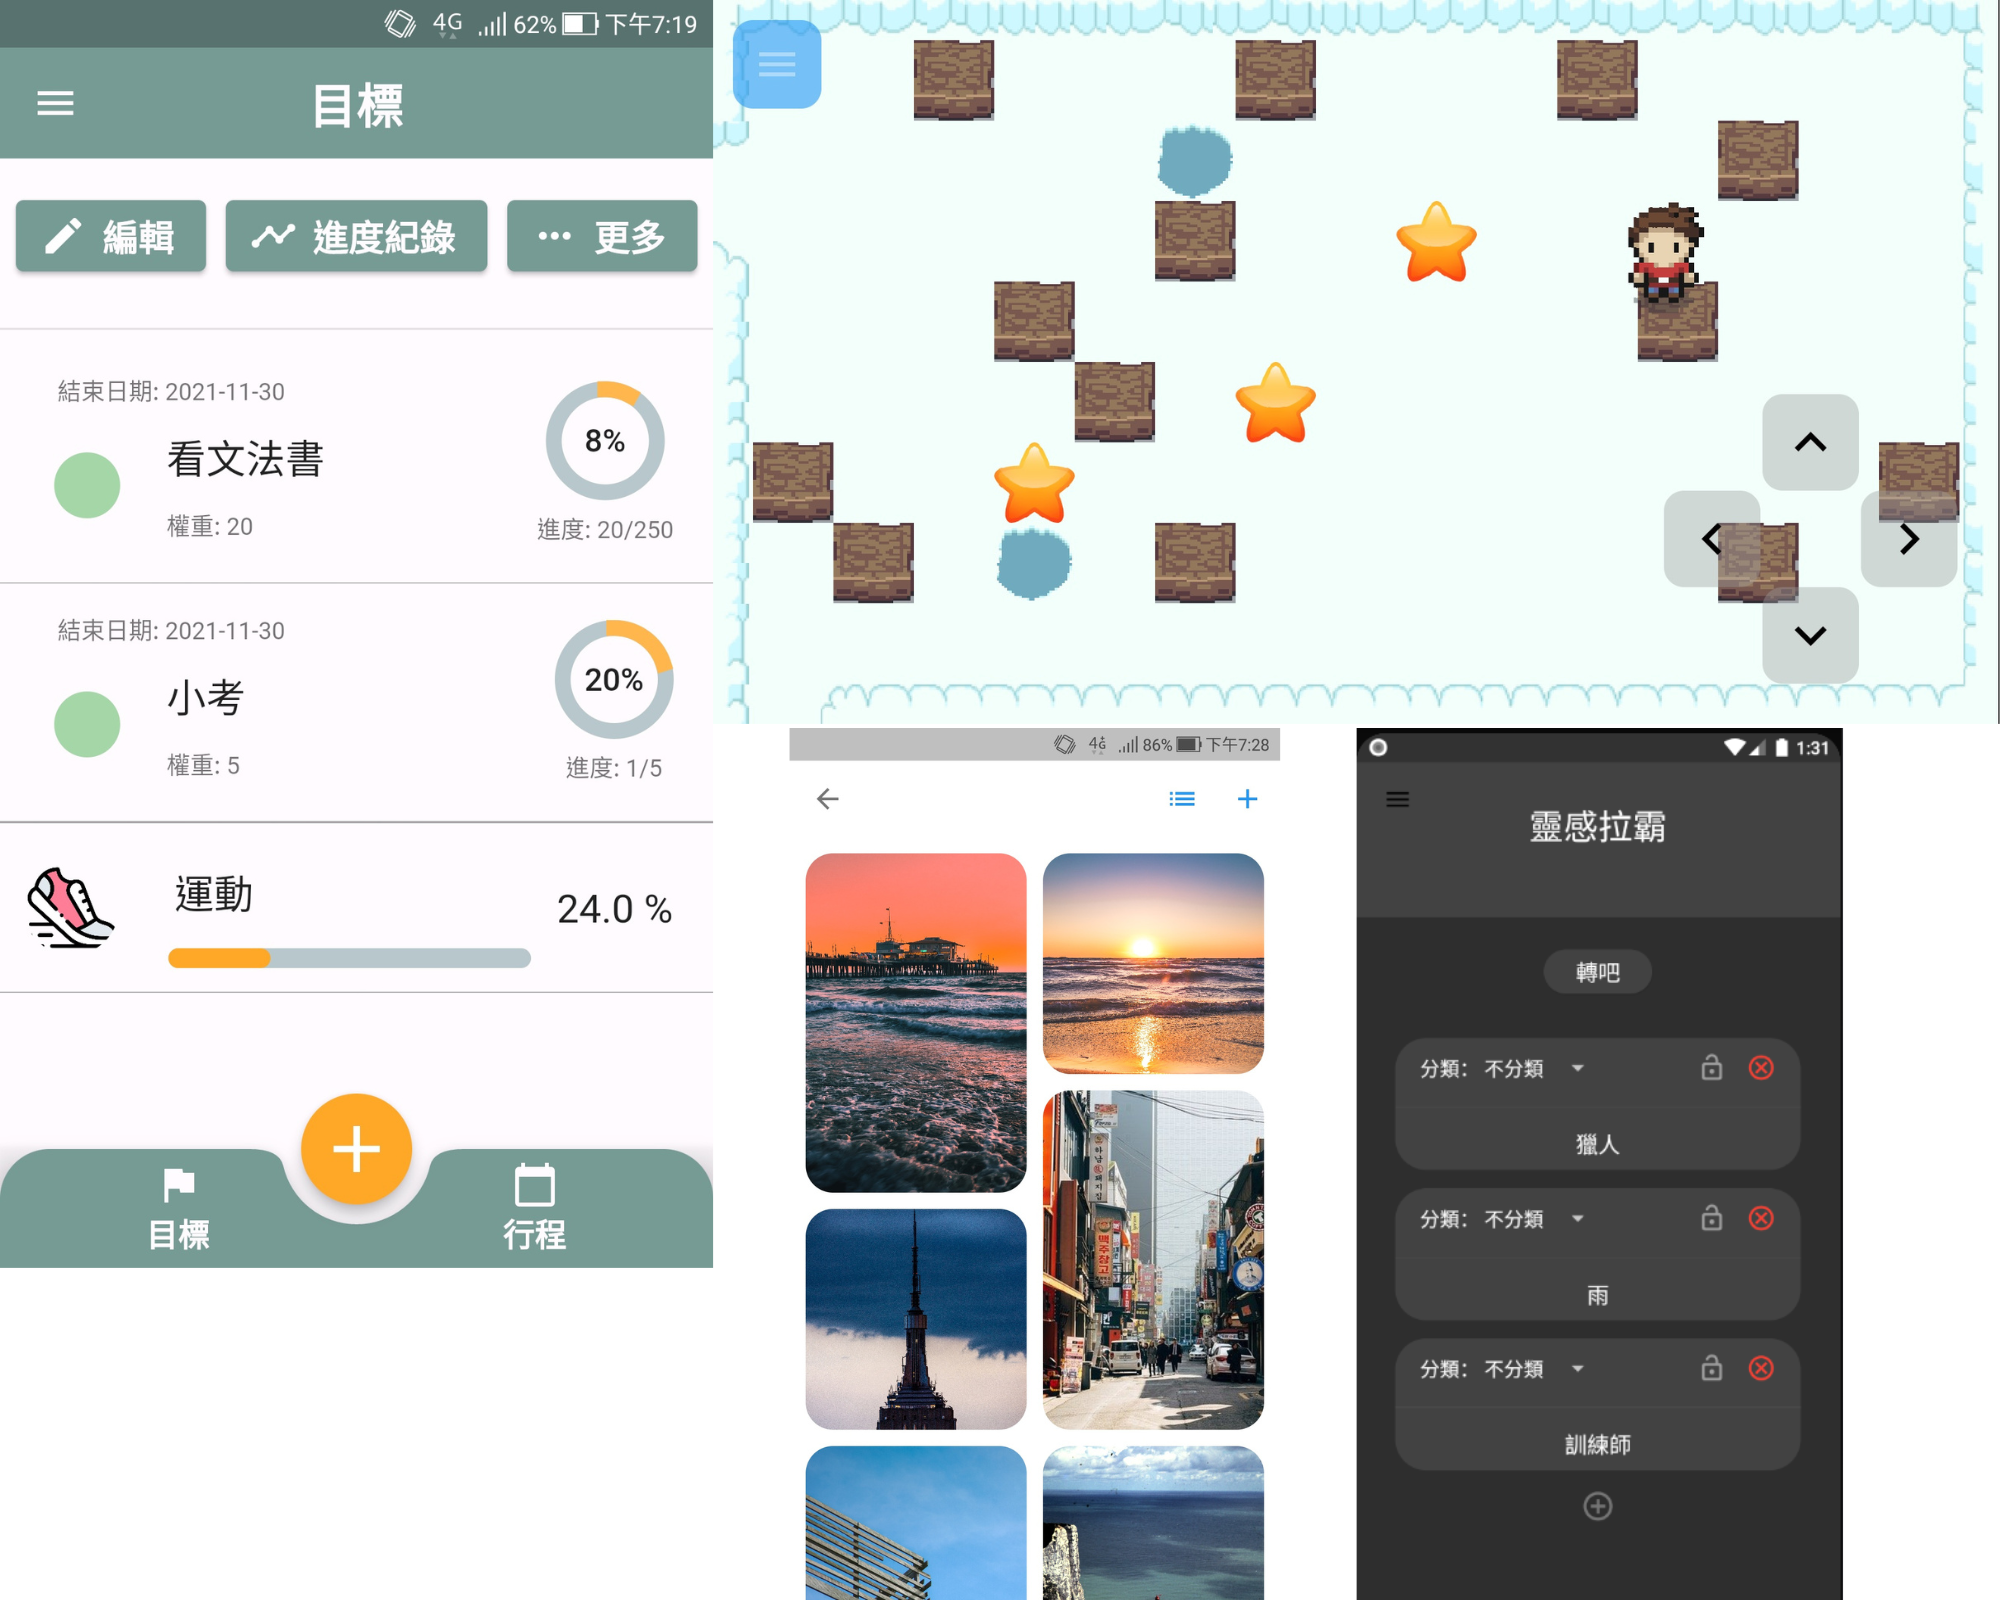 4G 62% 下午7:19
目標
編輯 進度紀錄 更多
結束日期: 2021-11-30
看文法書
權重: 20
8%
進度: 20/250
結束日期: 2021-11-30
小考
權重: 5
20%
進度: 1/5
運動
24.0 %
目標
行程
86% 下午7:28
맥주창고
1:31
靈感拉霸
轉吧
分類: 不分類
獵人
分類: 不分類
雨
分類: 不分類
訓練師